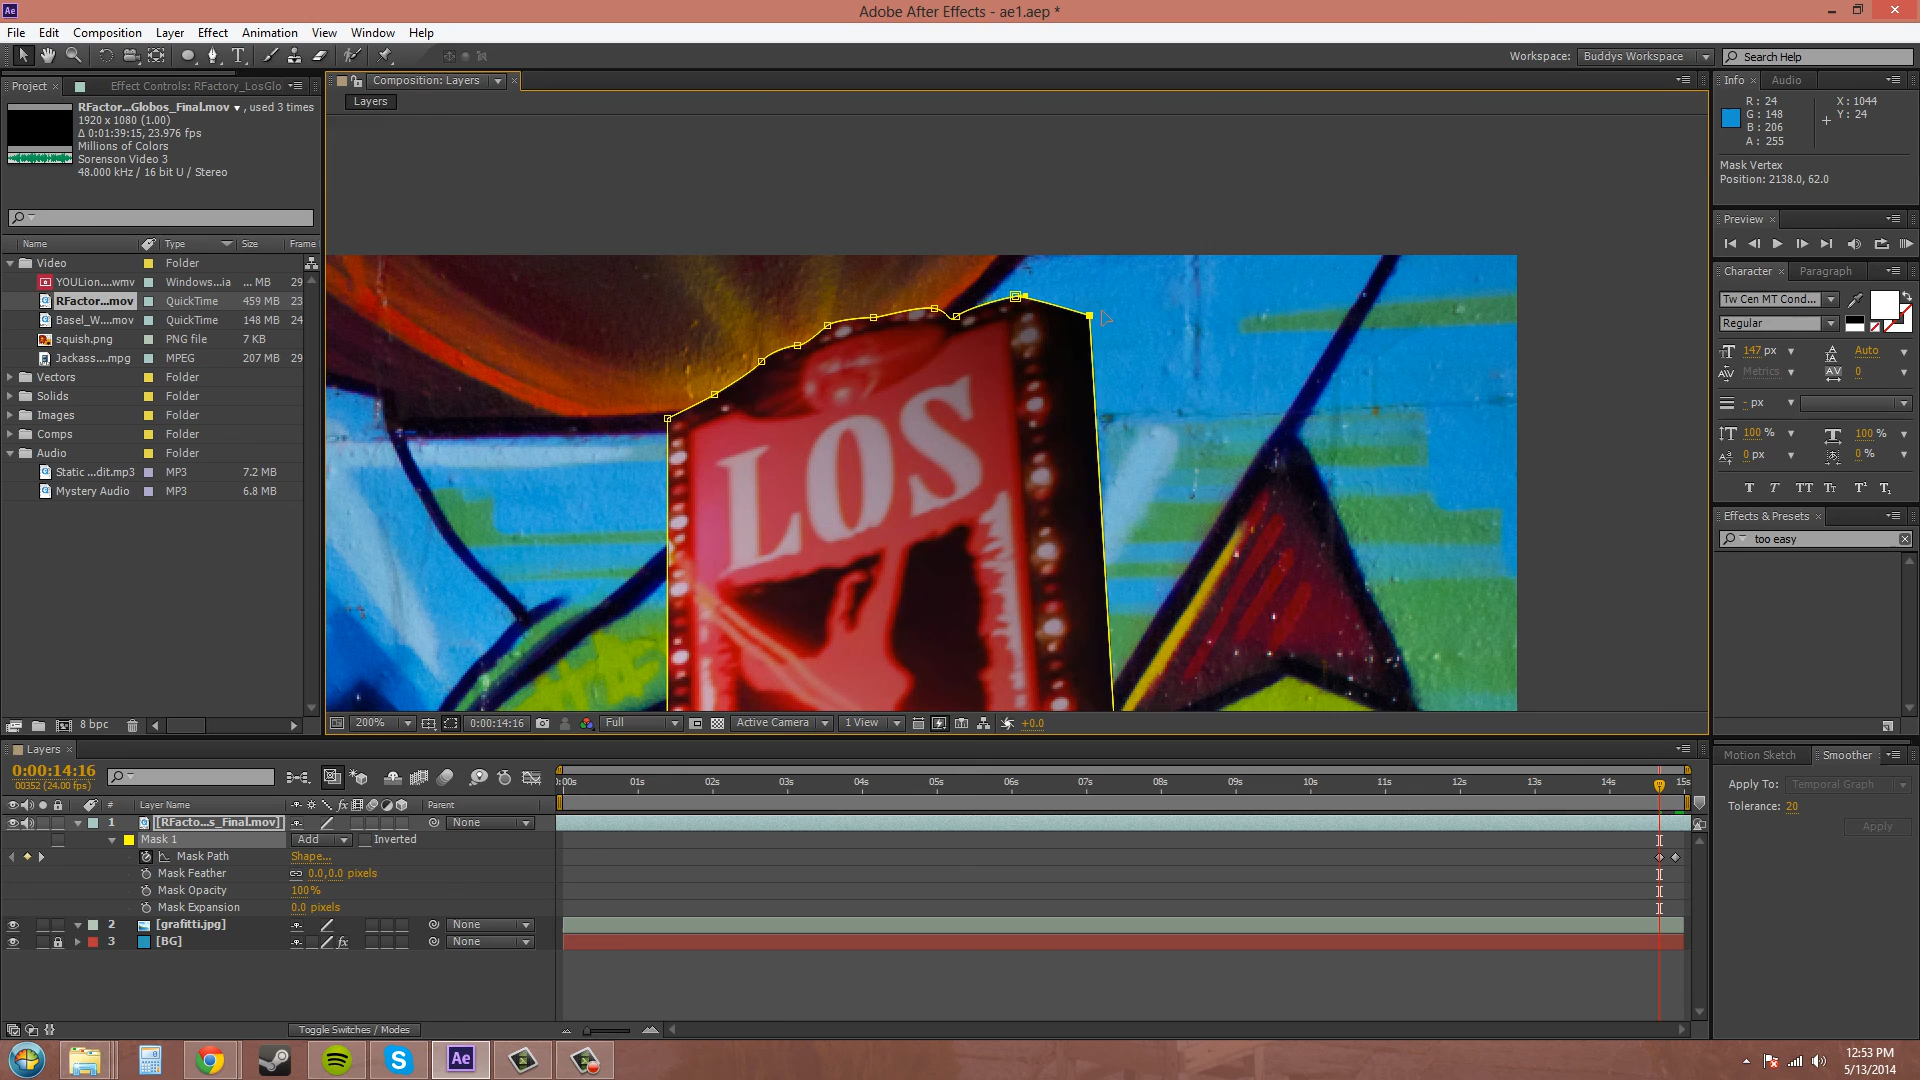 Ae
Adobe After Effects - ae1.aep *
File Edit Composition Layer Effect Animation View Window Help
Workspace: Buddys Workspace Search Help
Project Effect Controls: RFactory_LosGlo
RFactor...Globos_Final.mov , used 3 times
1920 x 1080 (1.00)
Δ 0:01:39:15, 23.976 fps
Millions of Colors
Sorenson Video 3
48.000 kHz / 16 bit U / Stereo
Name Type Size Frame
Video Folder
YOULion....wmv Windows...ia ... MB 29
RFactor...mov QuickTime 459 MB 23
Basel_W....mov QuickTime 148 MB 24
squish.png PNG file 7 KB
Jackass....mpg MPEG 207 MB 29
Vectors Folder
Solids Folder
Images Folder
Comps Folder
Audio Folder
Static ...dit.mp3 MP3 7.2 MB
Mystery Audio MP3 6.8 MB
8 bpc
Composition: Layers
Layers
LOS
200% 0:00:14:16 Full Active Camera 1 View +0.0
Info Audio
R: 24 X: 1044
G: 148 Y: 24
B: 206
A: 255
Mask Vertex
Position: 2138.0, 62.0
Preview
Character Paragraph
Tw Cen MT Cond...
Regular
147 px Auto
Metrics 0
- px
100 % 100 %
0 px 0 %
T T TT Tt T¹ T₁
Effects & Presets
too easy
Layers
0:00:14:16
00352 (24.00 fps)
:00s 01s 02s 03s 04s 05s 06s 07s 08s 09s 10s 11s 12s 13s 14s 15s
# Layer Name Parent
1 [RFacto...s_Final.mov] None
Mask 1 Add Inverted
Mask Path Shape...
Mask Feather 0.0,0.0 pixels
Mask Opacity 100%
Mask Expansion 0.0 pixels
2 [grafitti.jpg] None
3 [BG] fx None
Toggle Switches / Modes
Motion Sketch Smoother
Apply To: Temporal Graph
Tolerance: 20
Apply
Ae
12:53 PM
5/13/2014